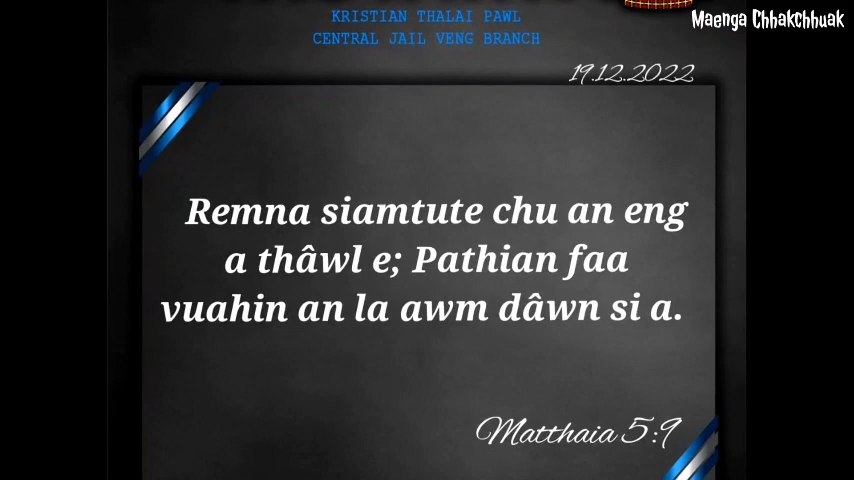 KRISTIAN THALAI PAWL
CENTRAL JAIL VENG BRANCH
Maenga Chhakchhuak
19.12.2022
Remna siamtute chu an eng
a thâwl e; Pathian faa
vuahin an la awm dâwn si a.
Matthaia 5:9